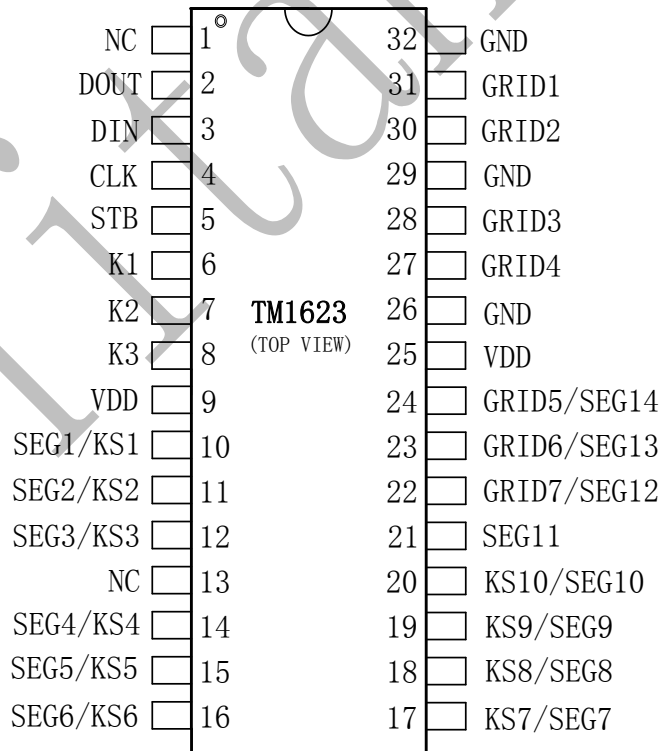 NC 1 32 GND
DOUT 2 31 GRID1
DIN 3 30 GRID2
CLK 4 29 GND
STB 5 28 GRID3
K1 6 27 GRID4
K2 7 TM1623 26 GND
K3 8 (TOP VIEW) 25 VDD
VDD 9 24 GRID5/SEG14
SEG1/KS1 10 23 GRID6/SEG13
SEG2/KS2 11 22 GRID7/SEG12
SEG3/KS3 12 21 SEG11
NC 13 20 KS10/SEG10
SEG4/KS4 14 19 KS9/SEG9
SEG5/KS5 15 18 KS8/SEG8
SEG6/KS6 16 17 KS7/SEG7